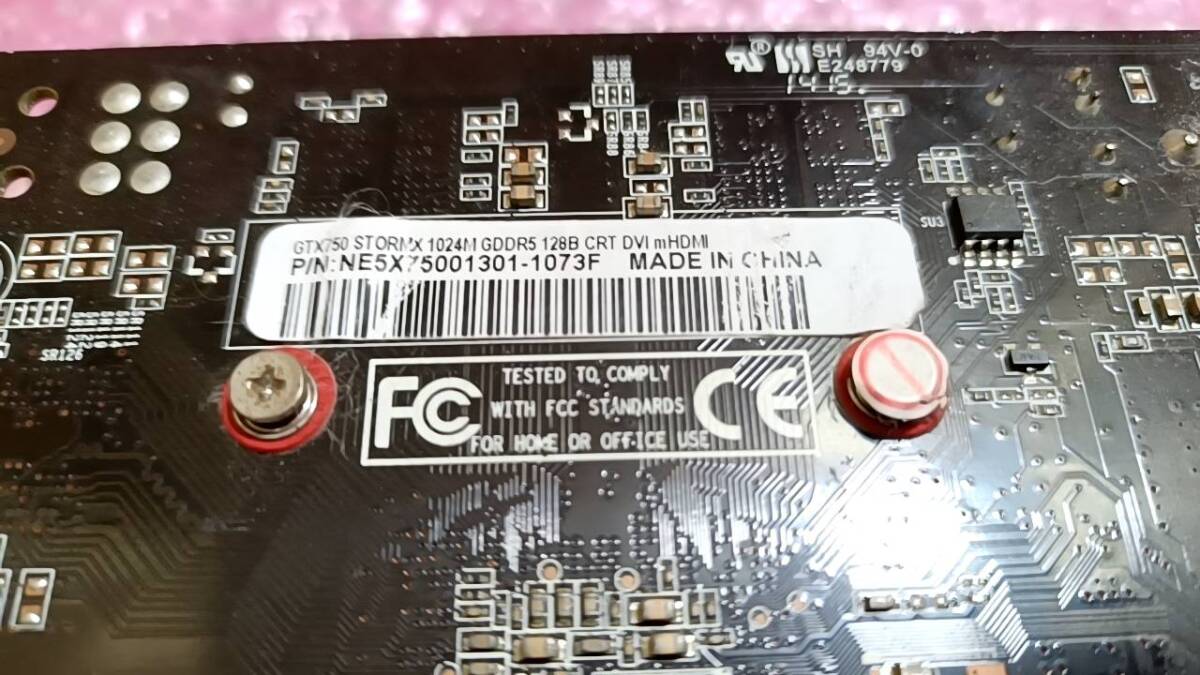 SH 94V-0
E248779
1415
SU3
GTX750 STORMX 1024M GDDR5 128B CRT DVI mHDMI
P/N:NE5X75001301-1073F MADE IN CHINA
SR126
FC
TESTED TO COMPLY
WITH FCC STANDARDS
FOR HOME OR OFFICE USE
CE